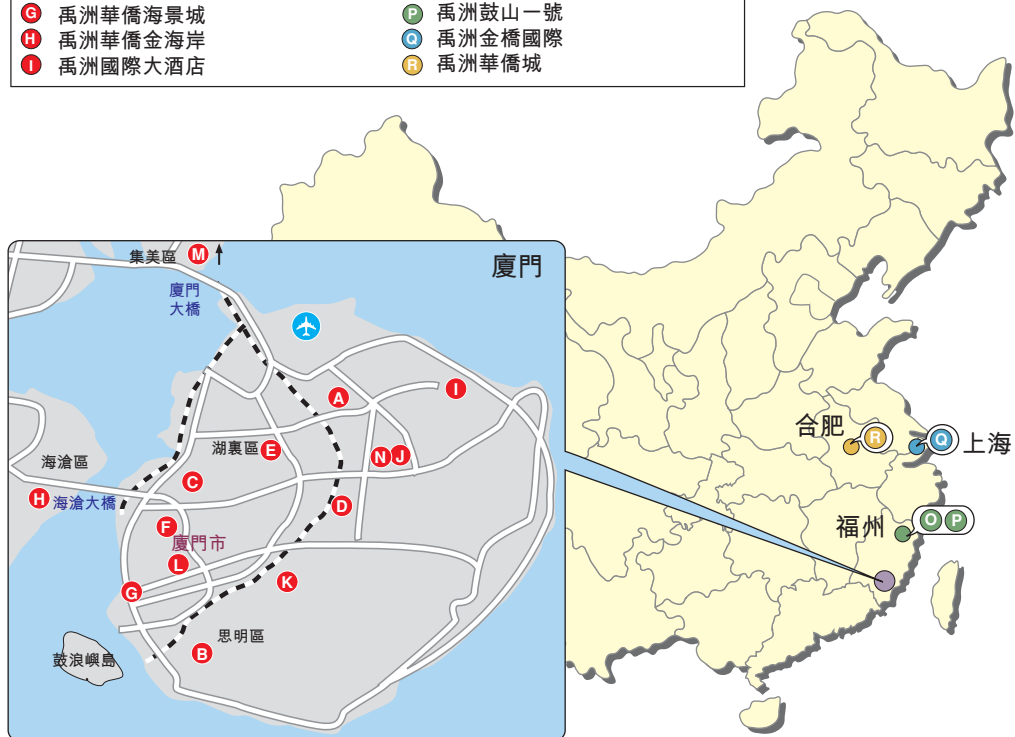 G 禹洲華僑海景城
H 禹洲華僑金海岸
I 禹洲國際大酒店
P 禹洲鼓山一號
Q 禹洲金橋國際
R 禹洲華僑城
廈門
集美區
M
廈門
大橋
A
I
湖裏區
E
N
J
海滄區
C
H
海滄大橋
D
F
廈門市
L
K
G
思明區
B
鼓浪嶼島
合肥
R
Q
上海
福州
O
P